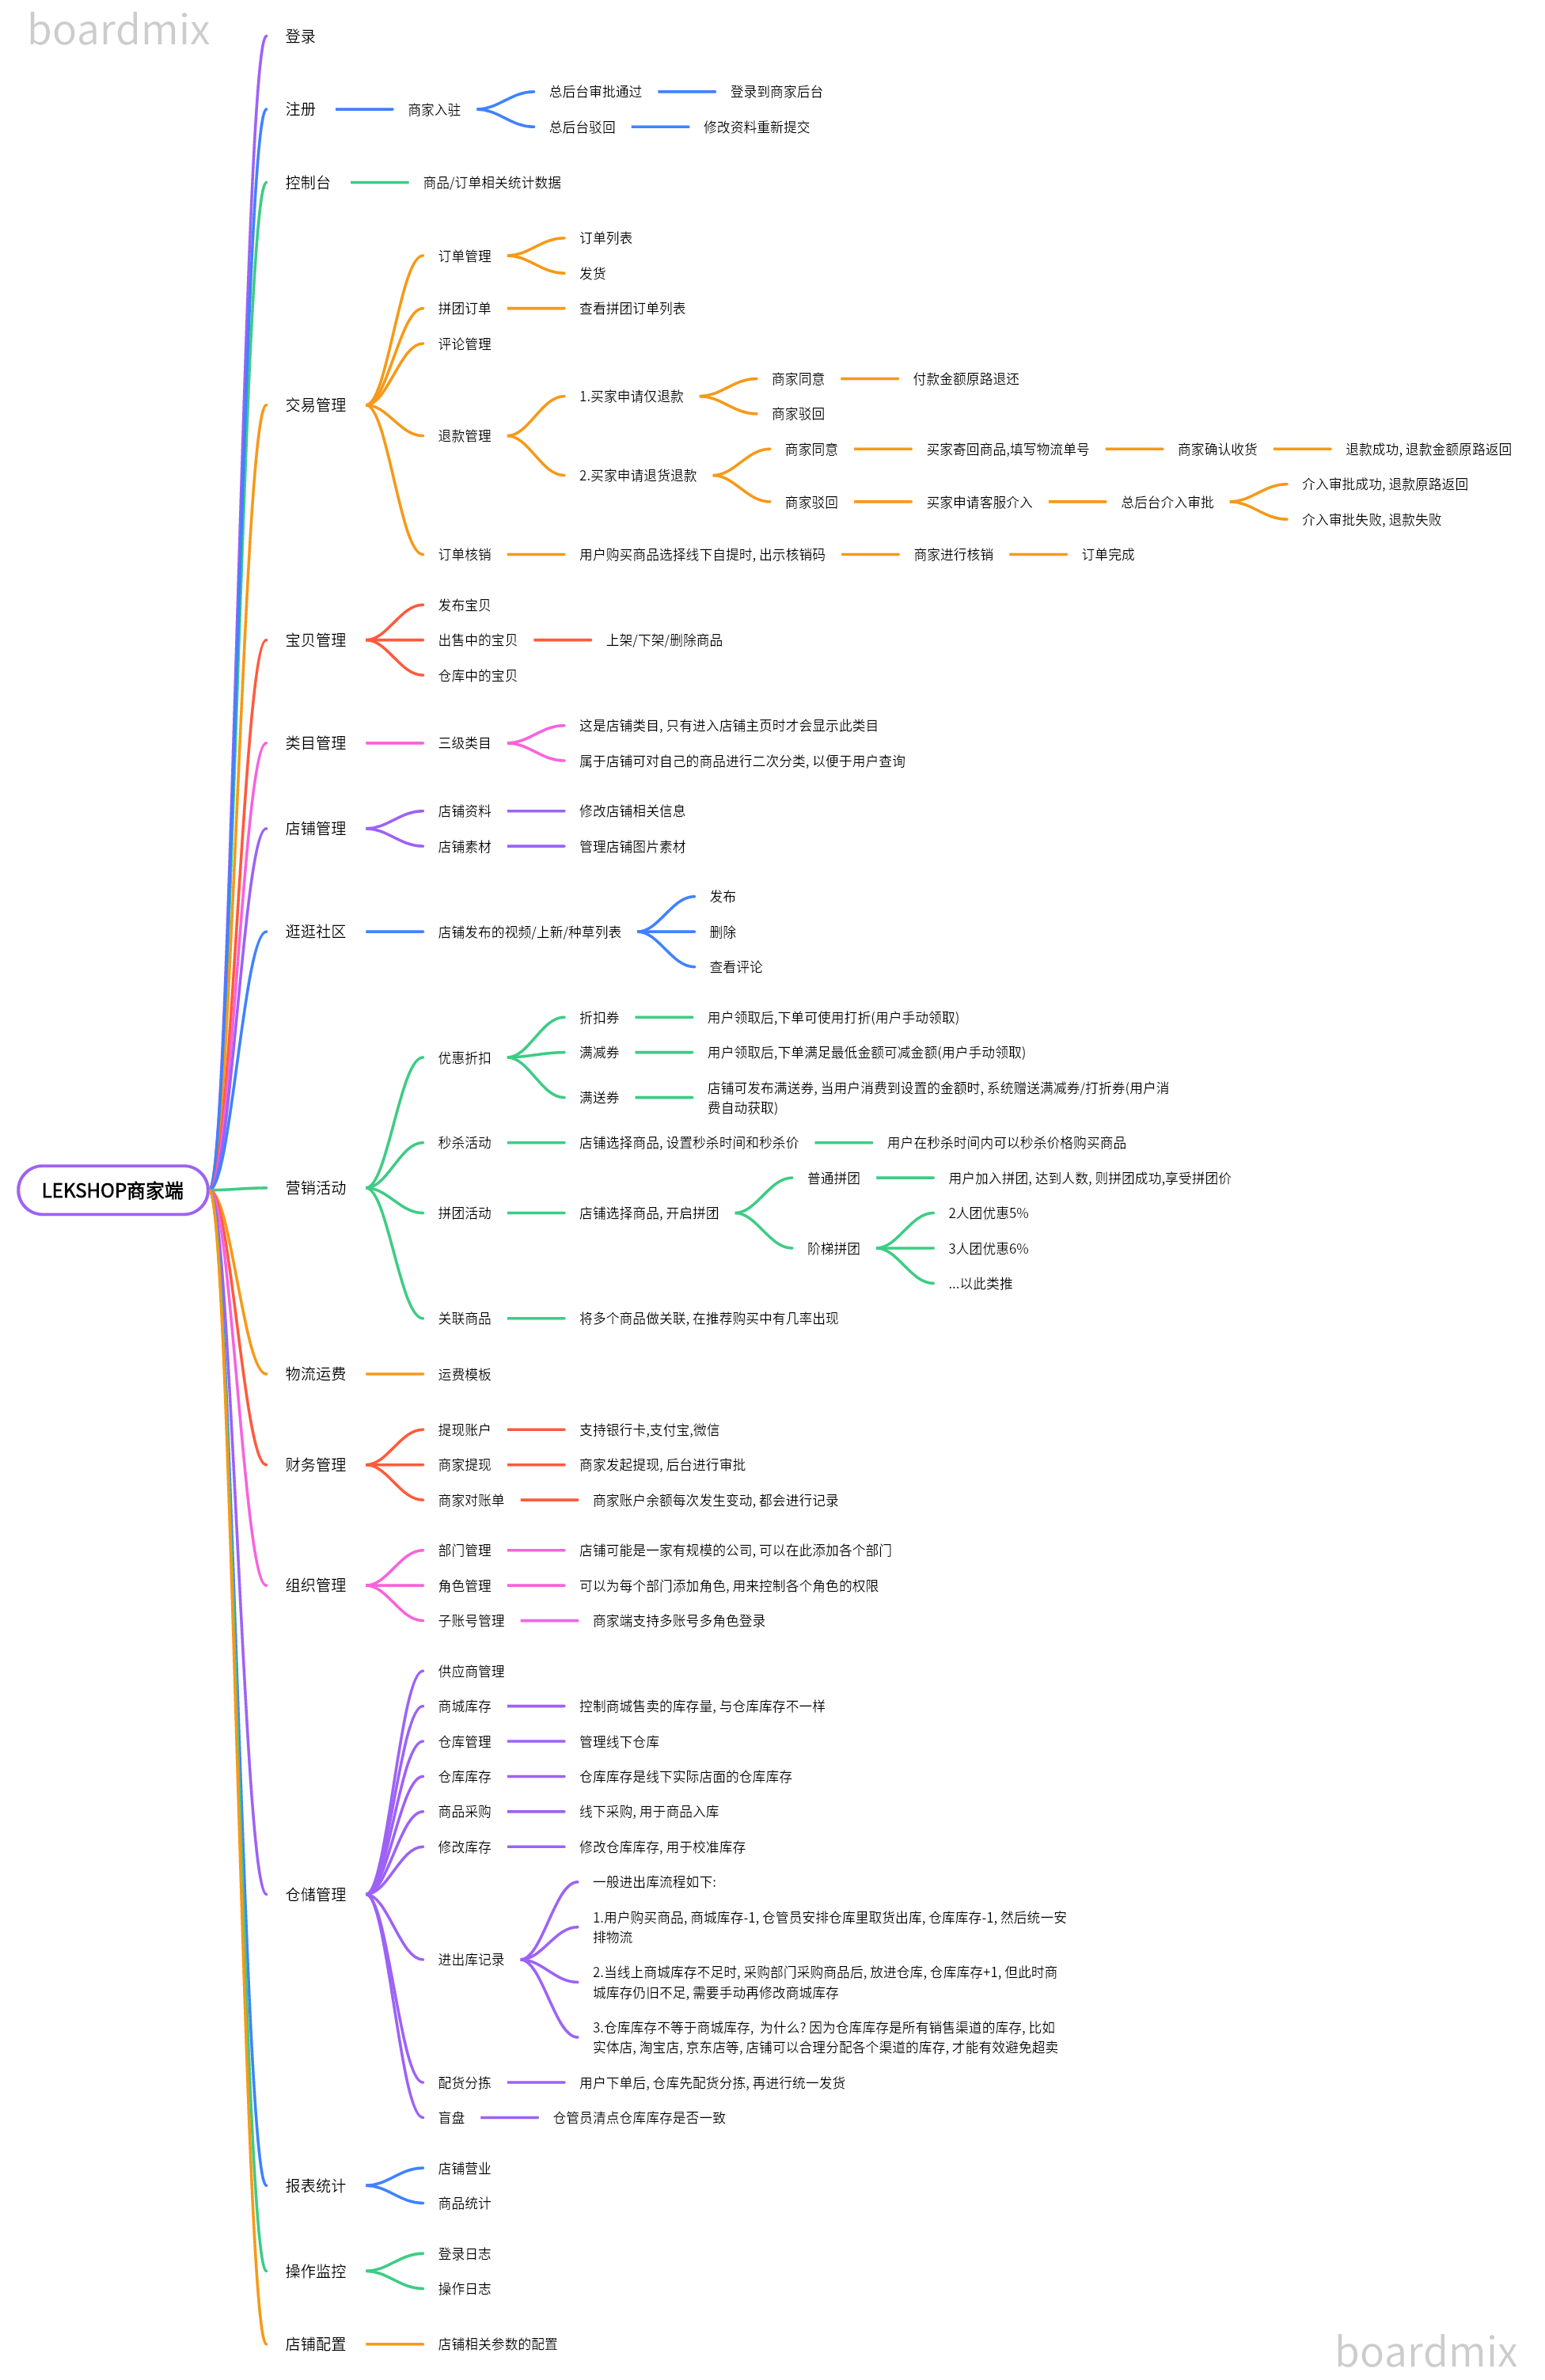 boardmix
登录
注册
商家入驻
总后台审批通过
登录到商家后台
总后台驳回
修改资料重新提交
控制台
商品/订单相关统计数据
交易管理
订单管理
订单列表
发货
拼团订单
查看拼团订单列表
评论管理
退款管理
1.买家申请仅退款
商家同意
付款金额原路退还
商家驳回
2.买家申请退货退款
商家同意
买家寄回商品,填写物流单号
商家确认收货
退款成功, 退款金额原路返回
商家驳回
买家申请客服介入
总后台介入审批
介入审批成功, 退款原路返回
介入审批失败, 退款失败
订单核销
用户购买商品选择线下自提时, 出示核销码
商家进行核销
订单完成
宝贝管理
发布宝贝
出售中的宝贝
上架/下架/删除商品
仓库中的宝贝
类目管理
三级类目
这是店铺类目, 只有进入店铺主页时才会显示此类目
属于店铺可对自己的商品进行二次分类, 以便于用户查询
店铺管理
店铺资料
修改店铺相关信息
店铺素材
管理店铺图片素材
逛逛社区
店铺发布的视频/上新/种草列表
发布
删除
查看评论
LEKSHOP商家端
营销活动
优惠折扣
折扣券
用户领取后,下单可使用打折(用户手动领取)
满减券
用户领取后,下单满足最低金额可减金额(用户手动领取)
满送券
店铺可发布满送券, 当用户消费到设置的金额时, 系统赠送满减券/打折券(用户消
费自动获取)
秒杀活动
店铺选择商品, 设置秒杀时间和秒杀价
用户在秒杀时间内可以秒杀价格购买商品
拼团活动
店铺选择商品, 开启拼团
普通拼团
用户加入拼团, 达到人数, 则拼团成功,享受拼团价
阶梯拼团
2人团优惠5%
3人团优惠6%
...以此类推
关联商品
将多个商品做关联, 在推荐购买中有几率出现
物流运费
运费模板
财务管理
提现账户
支持银行卡,支付宝,微信
商家提现
商家发起提现, 后台进行审批
商家对账单
商家账户余额每次发生变动, 都会进行记录
组织管理
部门管理
店铺可能是一家有规模的公司, 可以在此添加各个部门
角色管理
可以为每个部门添加角色, 用来控制各个角色的权限
子账号管理
商家端支持多账号多角色登录
仓储管理
供应商管理
商城库存
控制商城售卖的库存量, 与仓库库存不一样
仓库管理
管理线下仓库
仓库库存
仓库库存是线下实际店面的仓库库存
商品采购
线下采购, 用于商品入库
修改库存
修改仓库库存, 用于校准库存
进出库记录
一般进出库流程如下:
1.用户购买商品, 商城库存-1, 仓管员安排仓库里取货出库, 仓库库存-1, 然后统一安
排物流
2.当线上商城库存不足时, 采购部门采购商品后, 放进仓库, 仓库库存+1, 但此时商
城库存仍旧不足, 需要手动再修改商城库存
3.仓库库存不等于商城库存, 为什么? 因为仓库库存是所有销售渠道的库存, 比如
实体店, 淘宝店, 京东店等, 店铺可以合理分配各个渠道的库存, 才能有效避免超卖
配货分拣
用户下单后, 仓库先配货分拣, 再进行统一发货
盲盘
仓管员清点仓库库存是否一致
报表统计
店铺营业
商品统计
操作监控
登录日志
操作日志
店铺配置
店铺相关参数的配置
boardmix